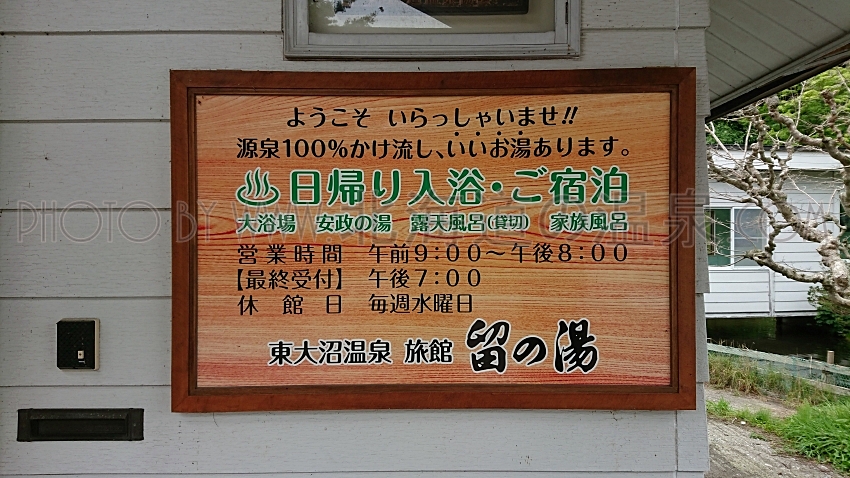 ようこそ いらっしゃいませ!!
源泉100%かけ流し、いいお湯あります。
♨日帰り入浴・ご宿泊
大浴場 安政の湯 露天風呂(貸切) 家族風呂
営業時間 午前9:00～午後8:00
【最終受付】 午後7:00
休館日 毎週水曜日
東大沼温泉 旅館 留の湯
PHOTO BY